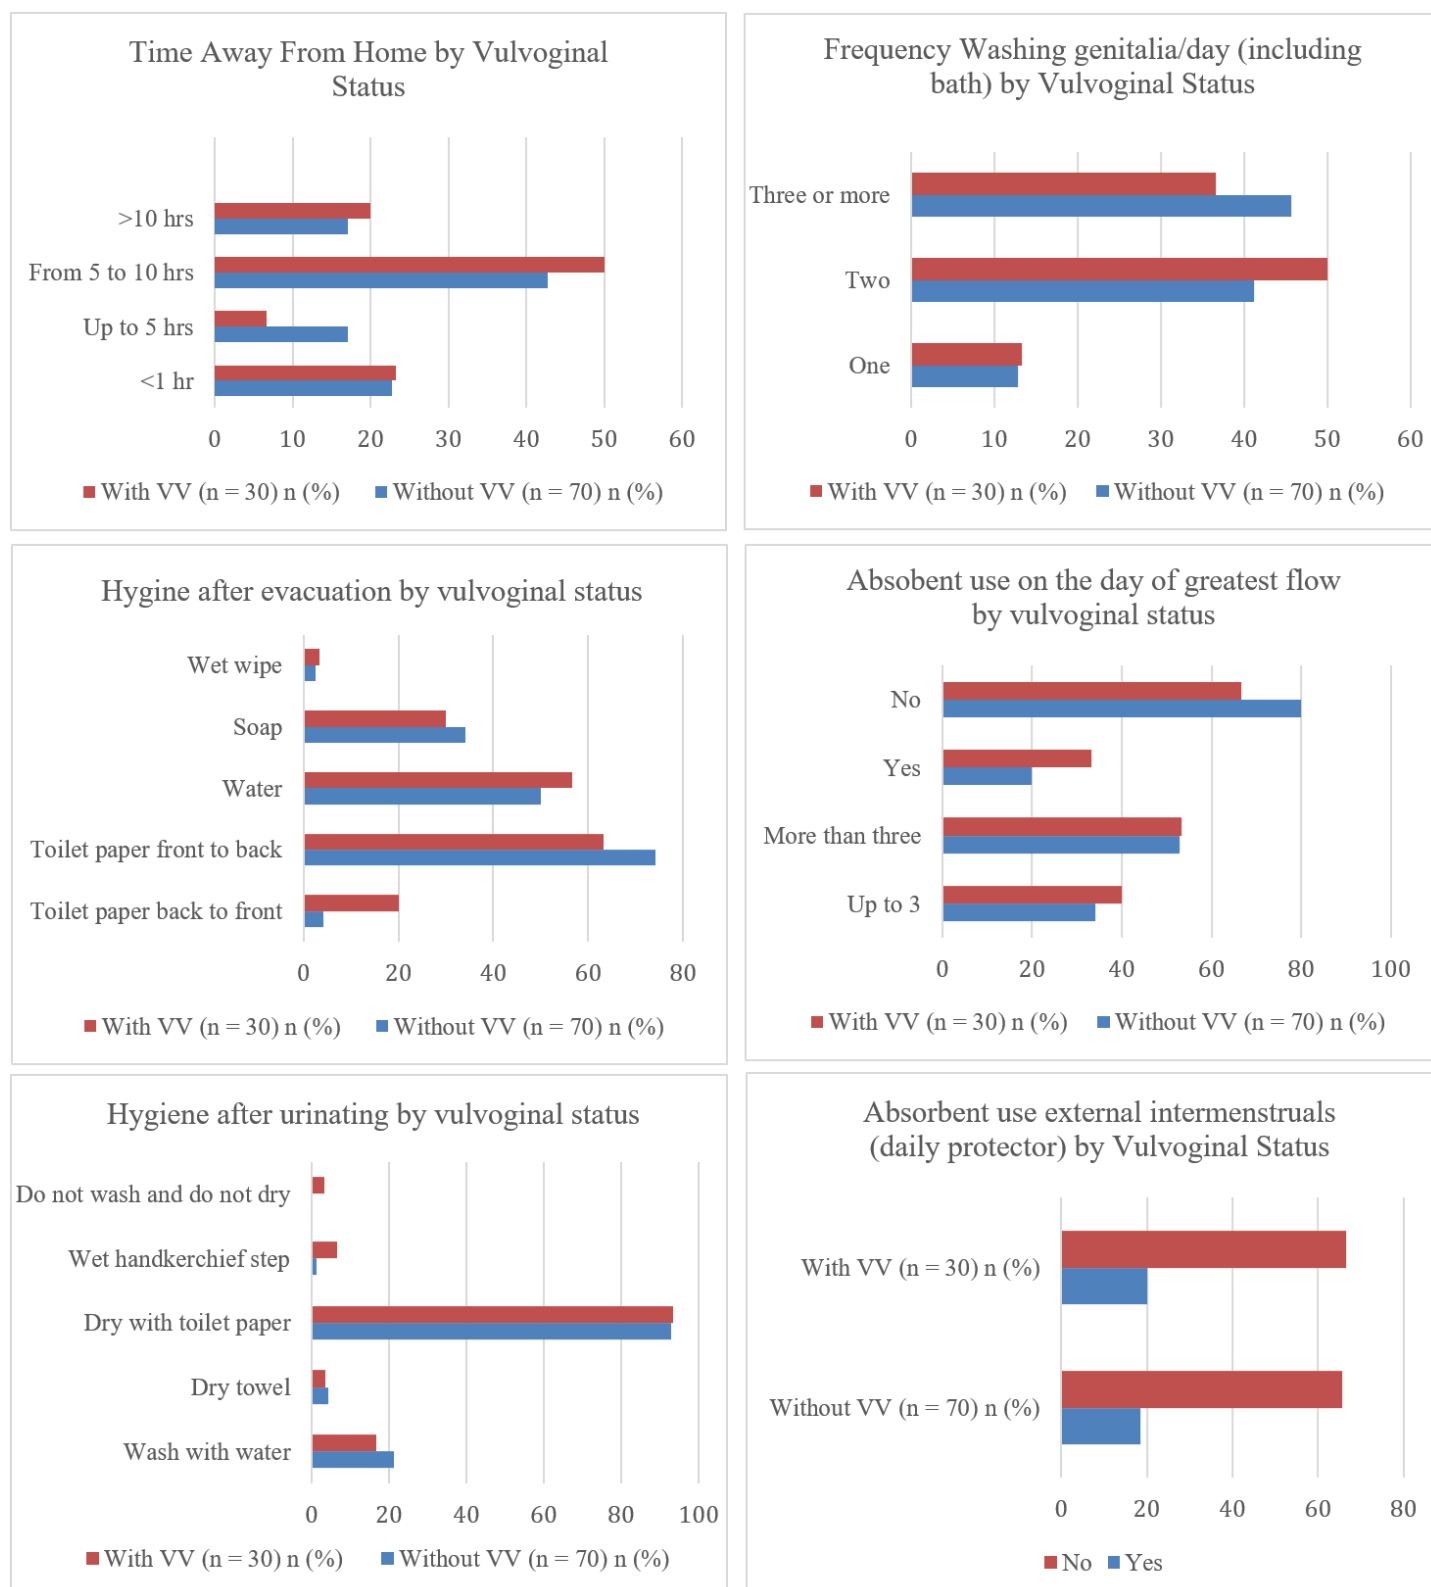 Time Away From Home by Vulvoginal
Status
>10 hrs
From 5 to 10 hrs
Up to 5 hrs
<1 hr
0 10 20 30 40 50 60
With VV (n = 30) n (%) Without VV (n = 70) n (%)
Frequency Washing genitalia/day (including
bath) by Vulvoginal Status
Three or more
Two
One
0 10 20 30 40 50 60
With VV (n = 30) n (%) Without VV (n = 70) n (%)
Hygine after evacuation by vulvoginal status
Wet wipe
Soap
Water
Toilet paper front to back
Toilet paper back to front
0 20 40 60 80
With VV (n = 30) n (%) Without VV (n = 70) n (%)
Absobent use on the day of greatest flow
by vulvoginal status
No
Yes
More than three
Up to 3
0 20 40 60 80 100
With VV (n = 30) n (%) Without VV (n = 70) n (%)
Hygiene after urinating by vulvoginal status
Do not wash and do not dry
Wet handkerchief step
Dry with toilet paper
Dry towel
Wash with water
0 20 40 60 80 100
With VV (n = 30) n (%) Without VV (n = 70) n (%)
Absorbent use external intermenstruals
(daily protector) by Vulvoginal Status
With VV (n = 30) n (%)
Without VV (n = 70) n (%)
0 20 40 60 80
No Yes